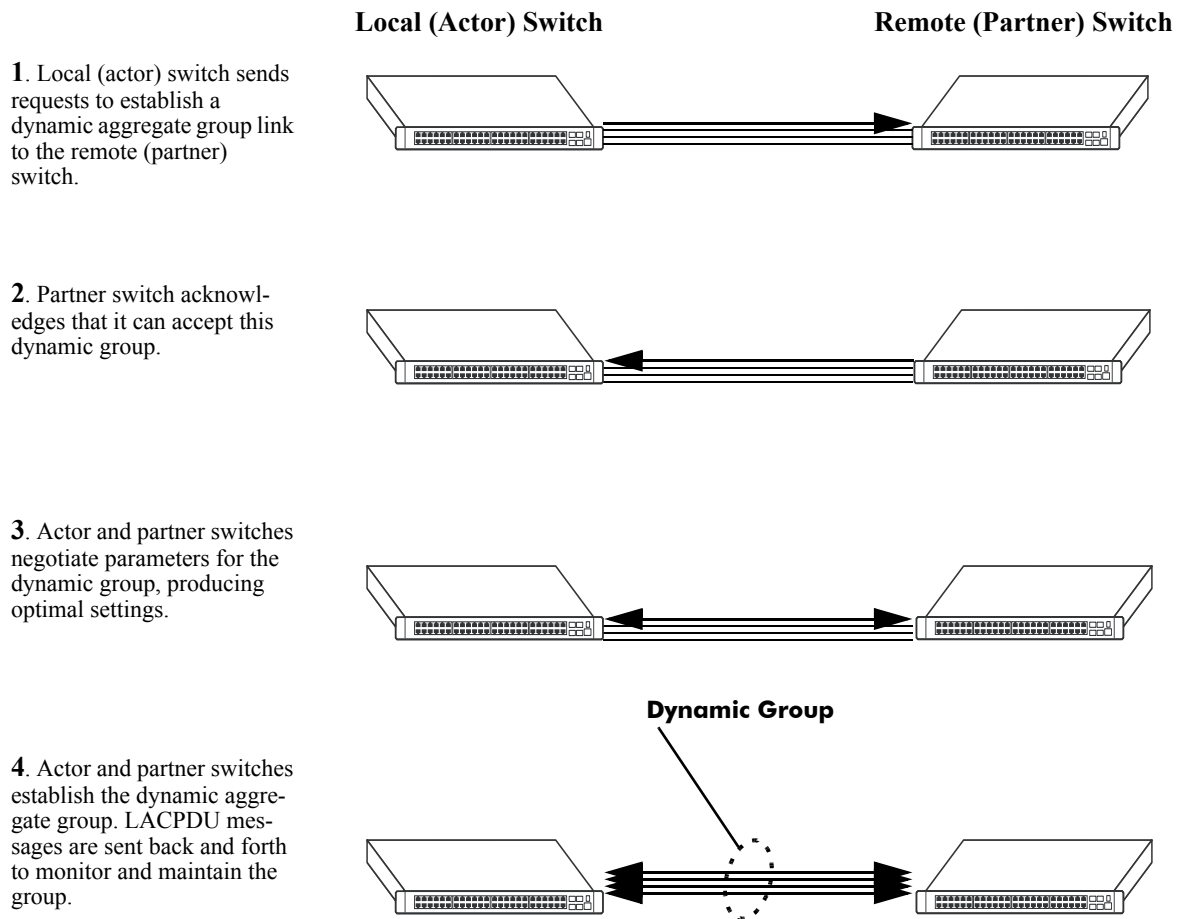 Local (Actor) Switch
Remote (Partner) Switch
1. Local (actor) switch sends
requests to establish a
dynamic aggregate group link
to the remote (partner)
switch.
2. Partner switch acknowl-
edges that it can accept this
dynamic group.
3. Actor and partner switches
negotiate parameters for the
dynamic group, producing
optimal settings.
Dynamic Group
4. Actor and partner switches
establish the dynamic aggre-
gate group. LACPDU mes-
sages are sent back and forth
to monitor and maintain the
group.